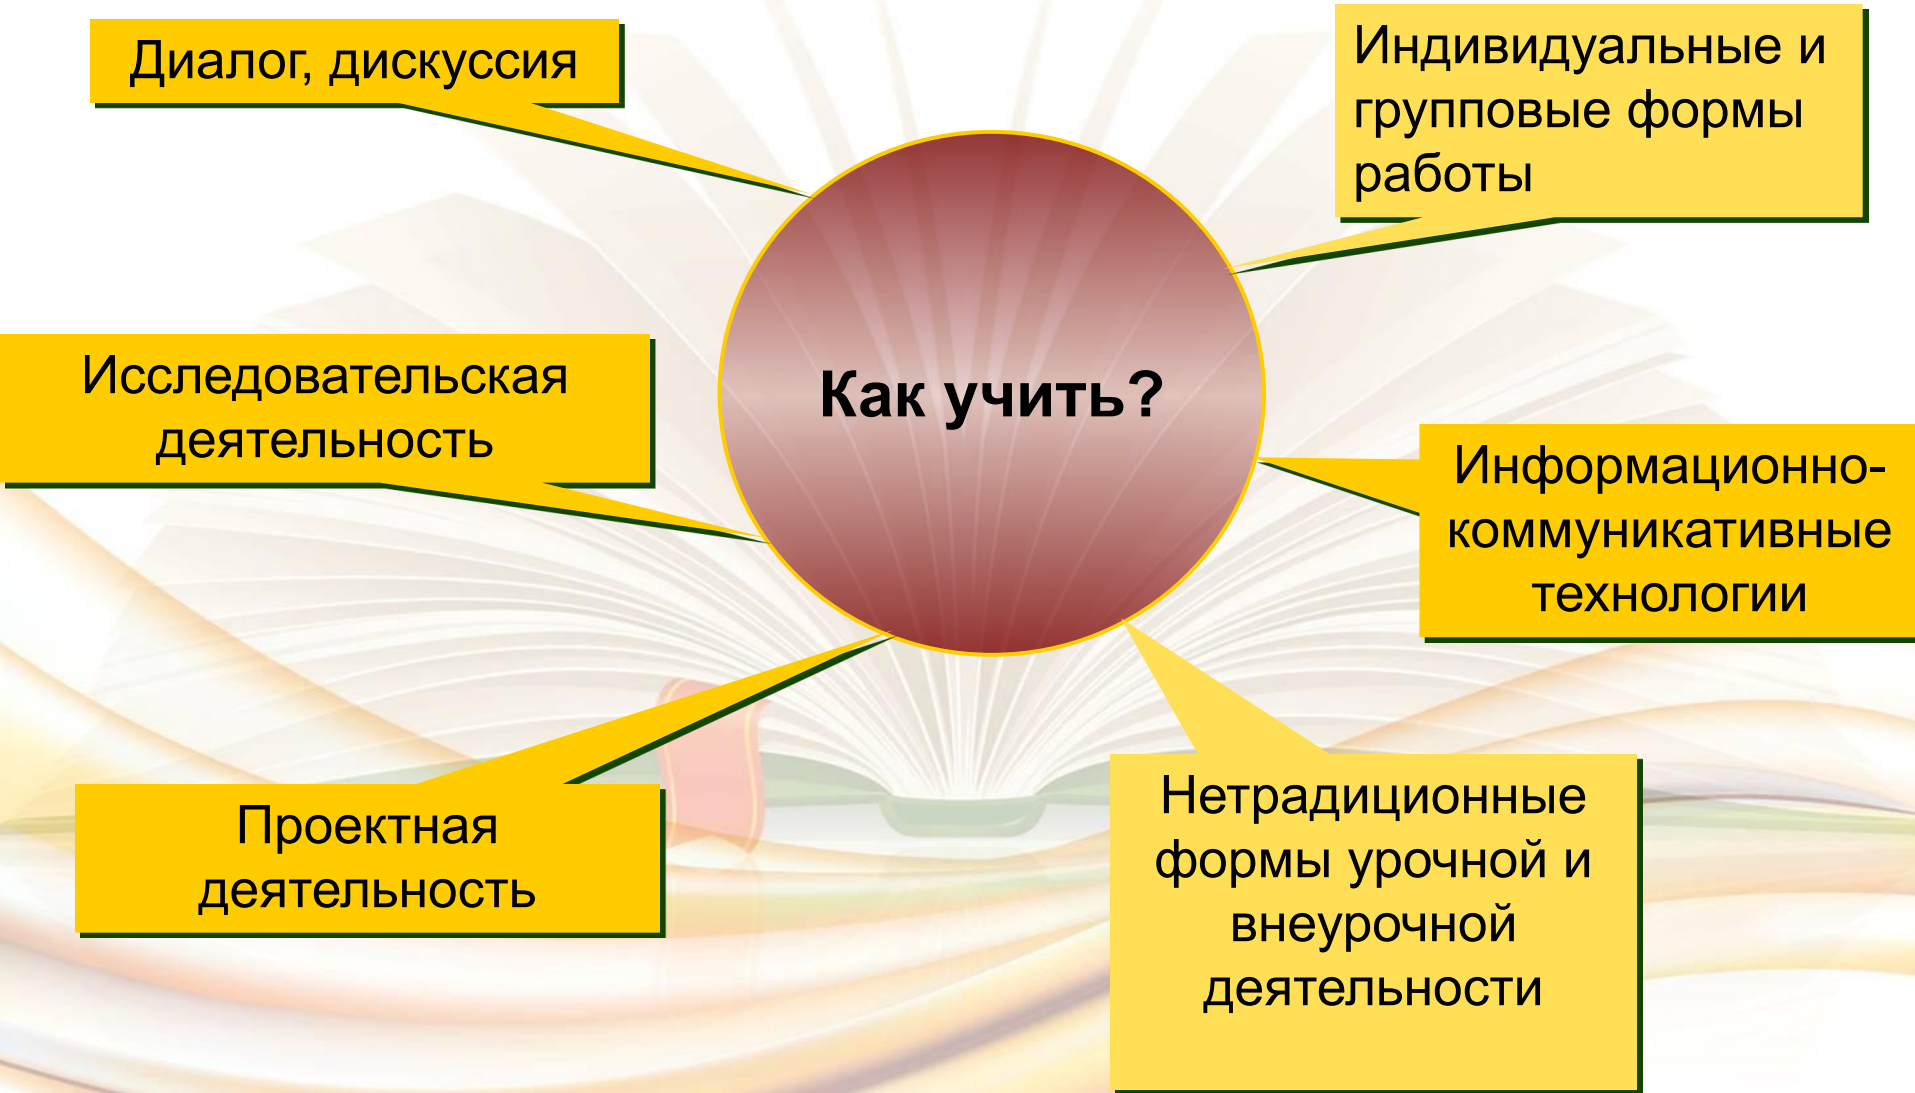 Диалог, дискуссия
Индивидуальные и
групповые формы
работы
Исследовательская
деятельность
Как учить?
Информационно-
коммуникативные
технологии
Проектная
деятельность
Нетрадиционные
формы урочной и
внеурочной
деятельности